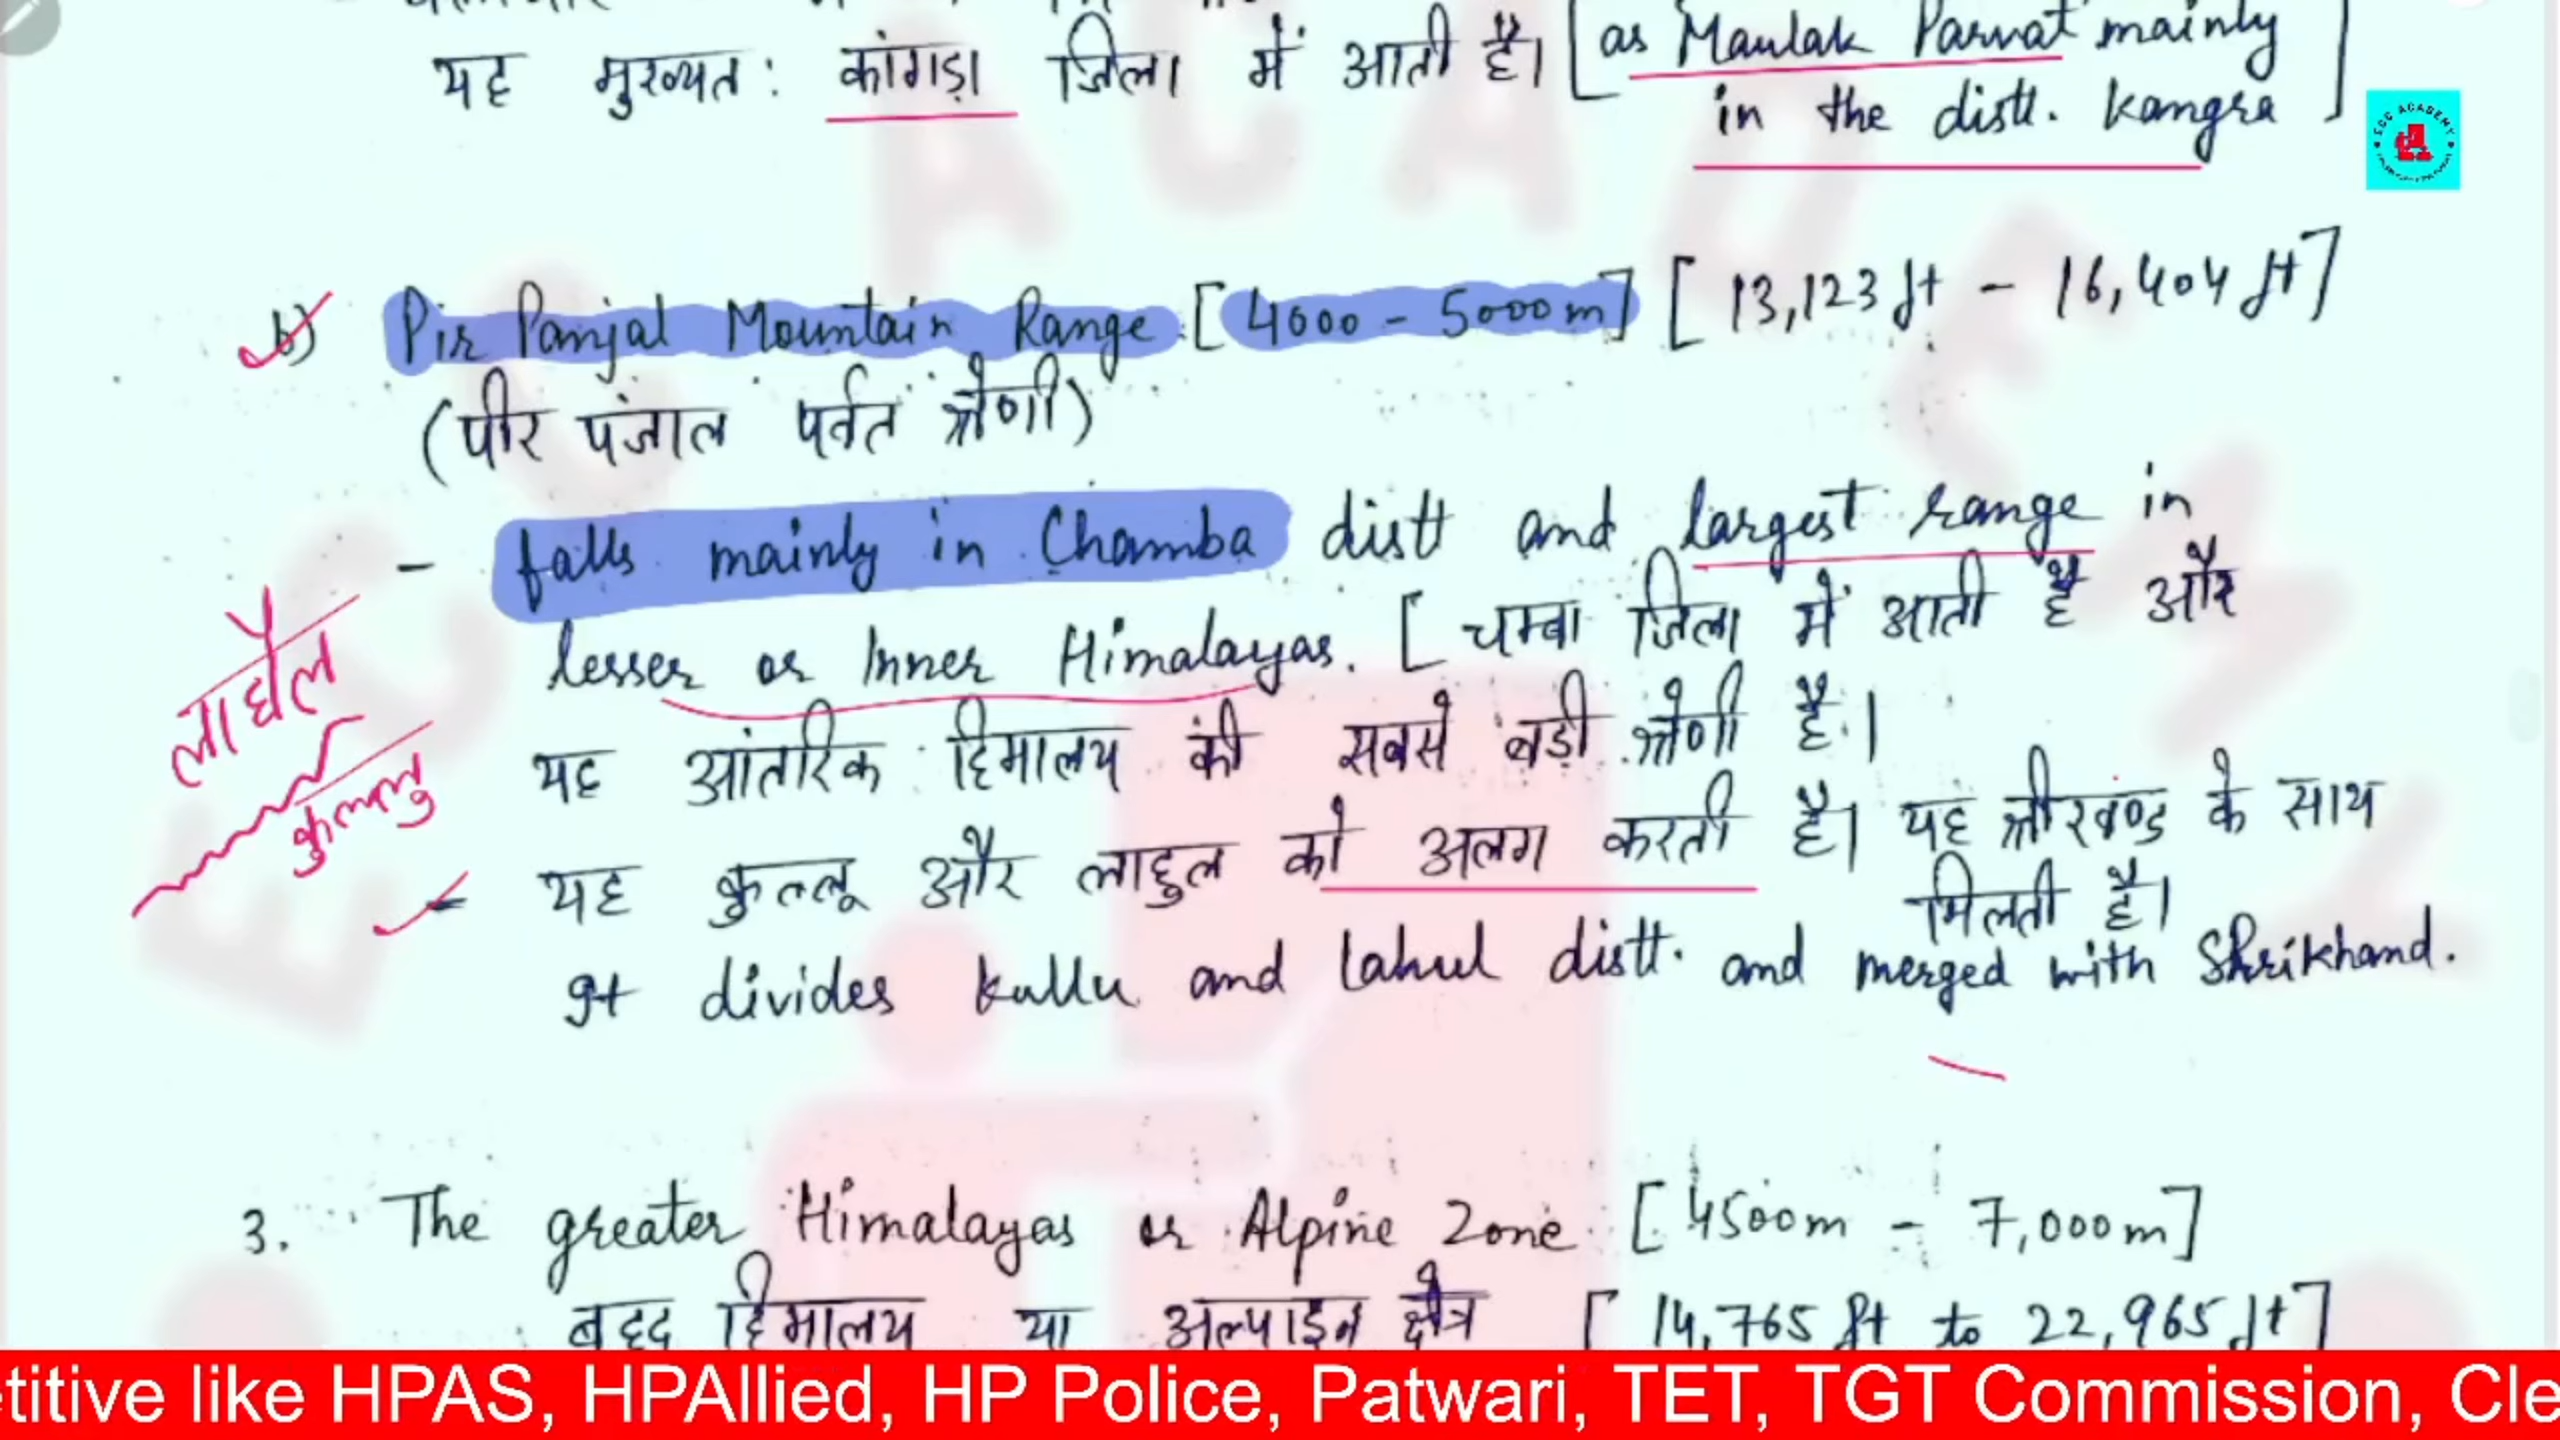 यह मुख्यत: कांगड़ा जिला में आती है। [as Maulak Parvat mainly
in the distt. Kangra]
ECC ACADEMY
b) Pir Panjal Mountain Range [4000 - 5000m] [13,123 ft - 16,404 ft]
(पीर पंजाल पर्वत श्रेणी)
- falls mainly in Chamba distt and largest range in
lesser or Inner Himalayas. [चम्बा जिला में आती है और
यह आंतरिक हिमालय की सबसे बड़ी श्रेणी है।
लाहौल
कुल्लु
- यह कुल्लू और लाहुल को अलग करती है। यह श्रीखण्ड के साथ
मिलती है।
It divides Kullu and Lahul distt. and merged with Shrikhand.
3. The greater Himalayas or Alpine Zone [4500m - 7,000m]
बहद हिमालय या अल्पाइन क्षेत्र [14,765 ft to 22,965 ft]
etitive like HPAS, HPAllied, HP Police, Patwari, TET, TGT Commission, Cle